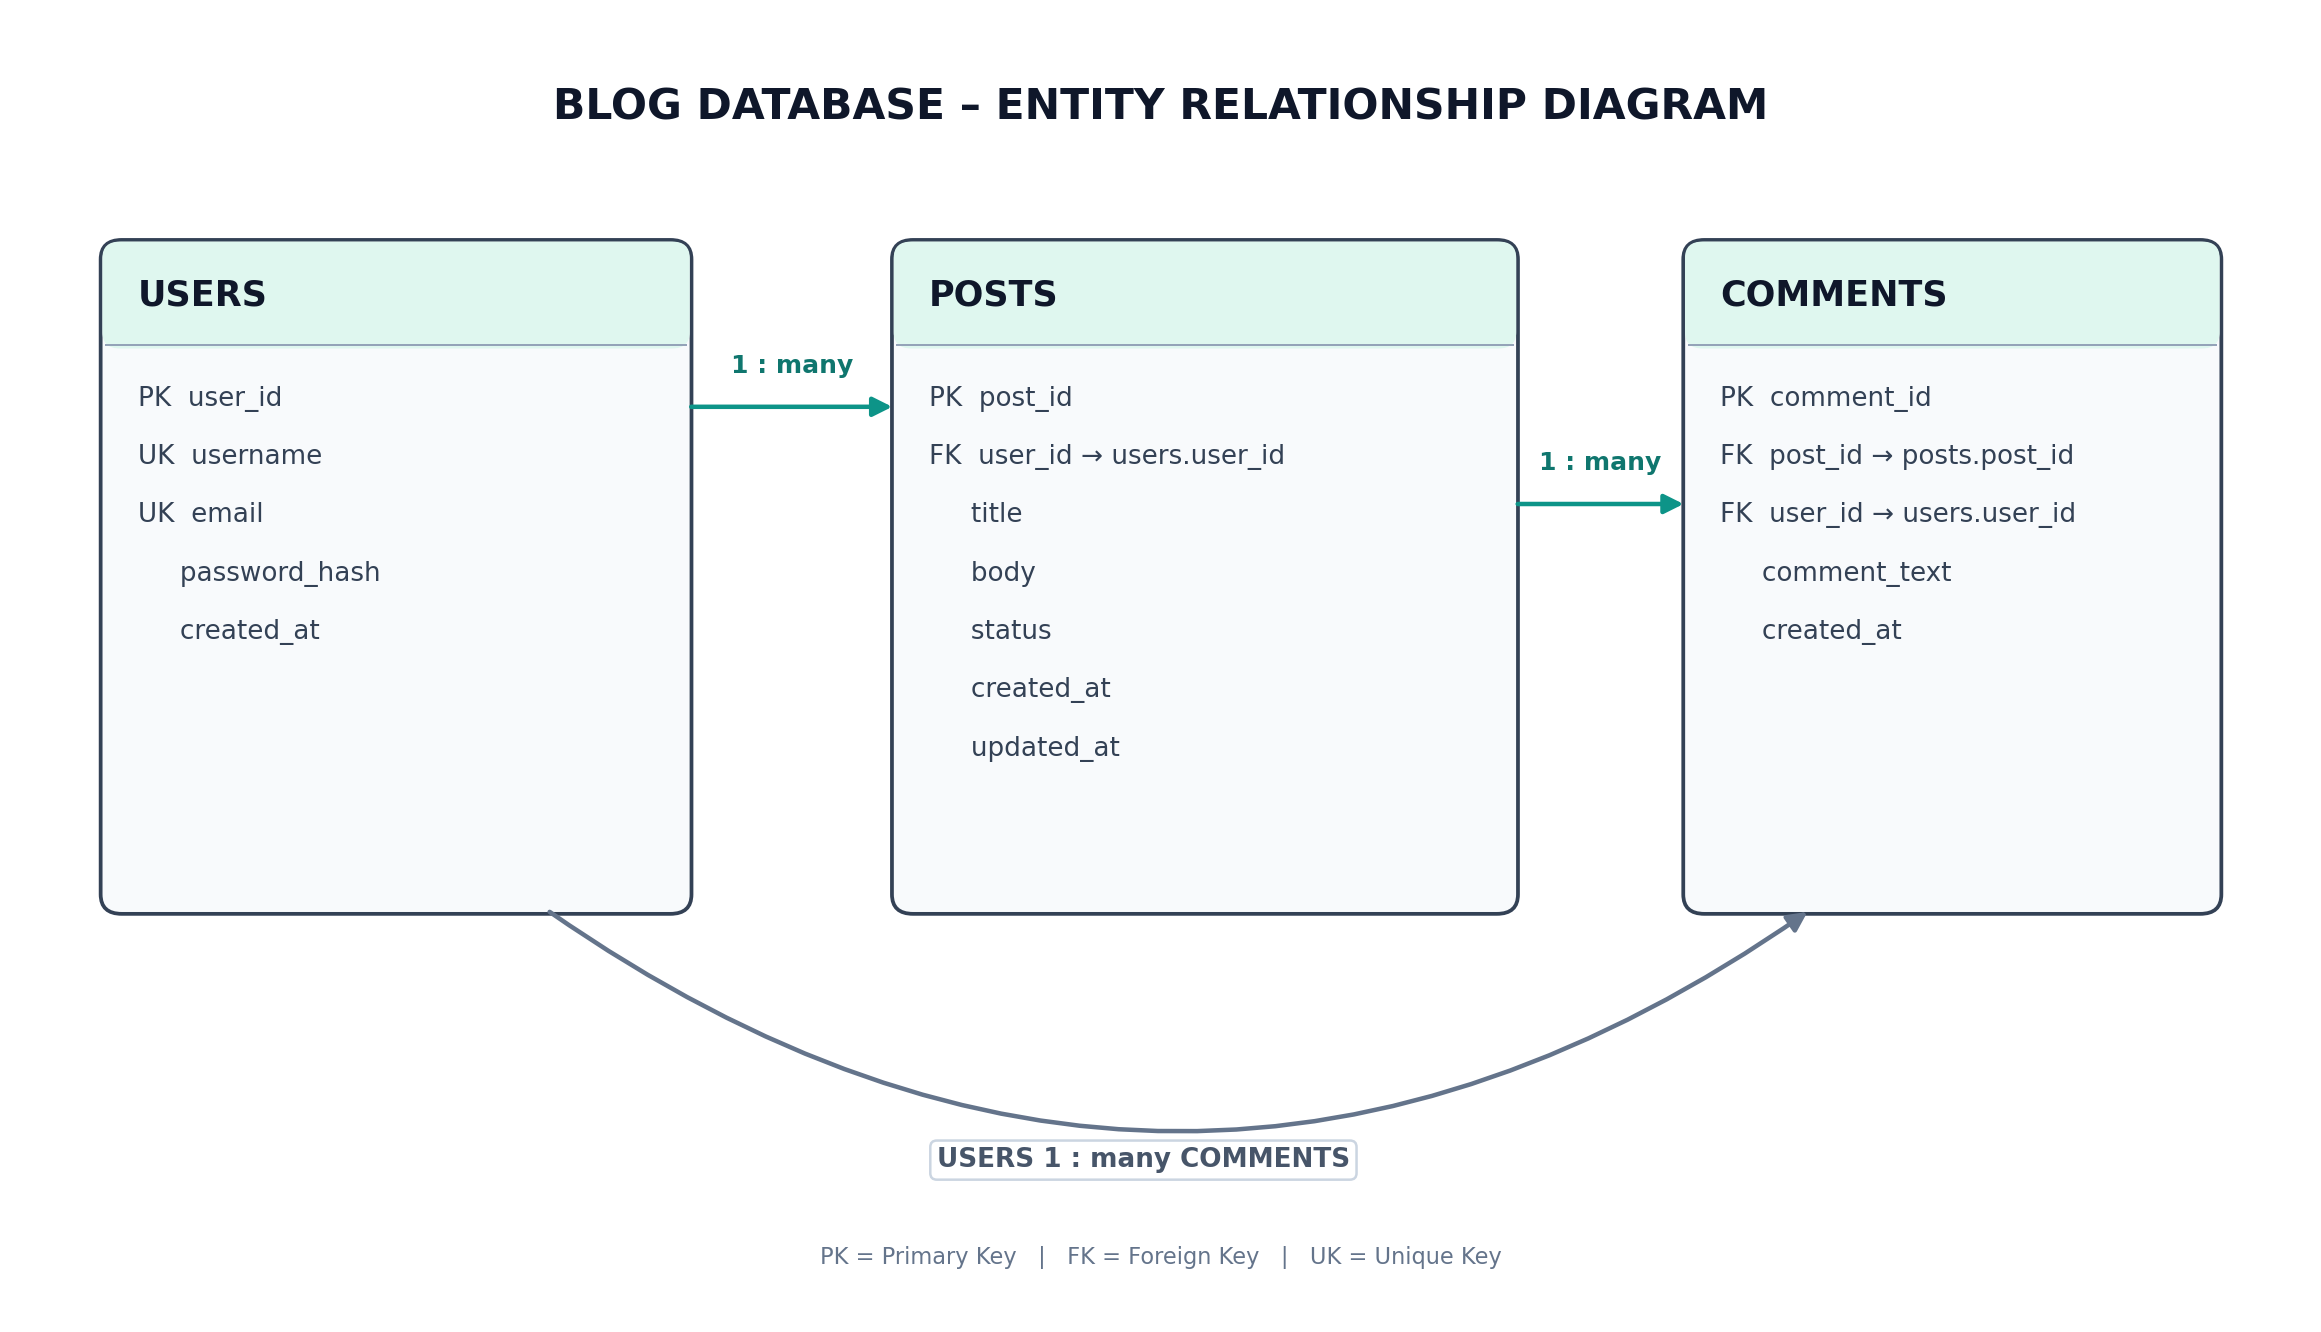 BLOG DATABASE – ENTITY RELATIONSHIP DIAGRAM
USERS
PK user_id
UK username
UK email
password_hash
created_at
1 : many
POSTS
PK post_id
FK user_id → users.user_id
title
body
status
created_at
updated_at
1 : many
COMMENTS
PK comment_id
FK post_id → posts.post_id
FK user_id → users.user_id
comment_text
created_at
USERS 1 : many COMMENTS
PK = Primary Key | FK = Foreign Key | UK = Unique Key